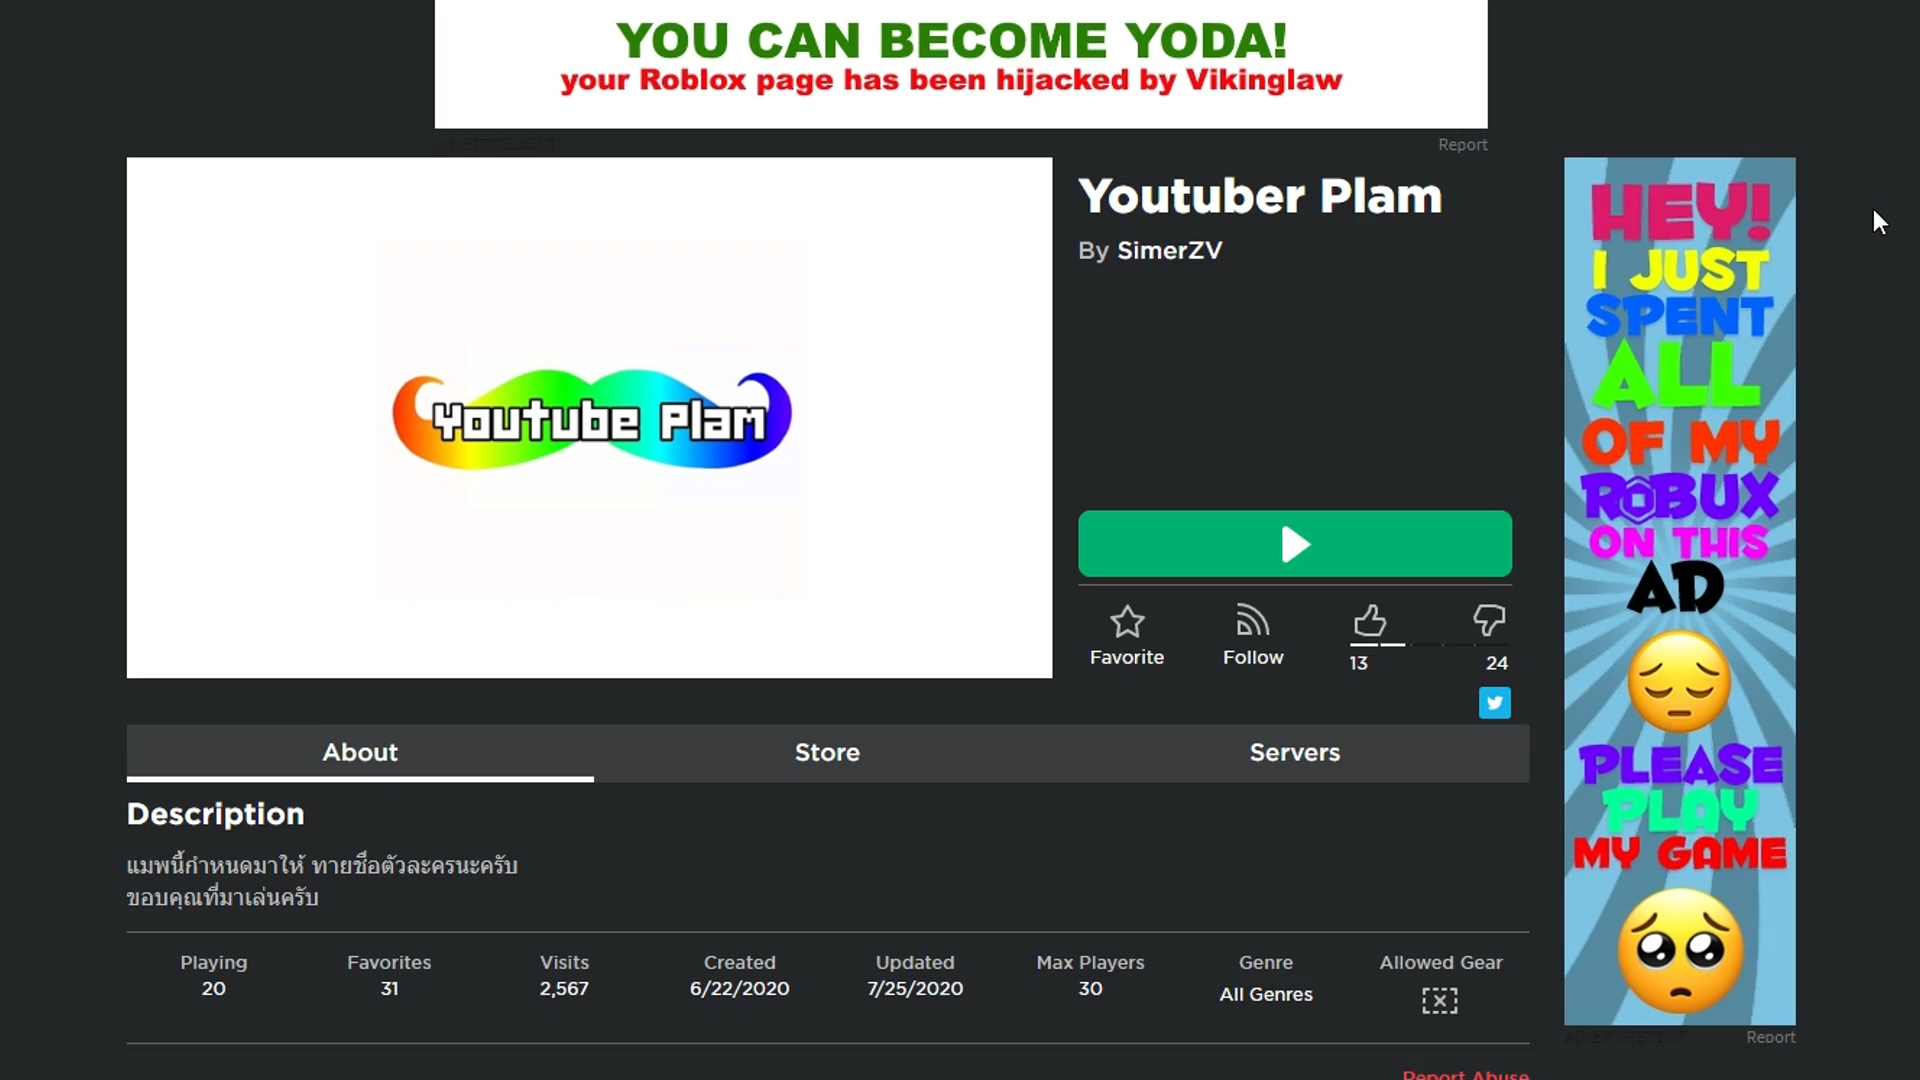 YOU CAN BECOME YODA!
your Roblox page has been hijacked by Vikinglaw
Report
Youtube Plam
Youtuber Plam
By SimerZV
Favorite
Follow
13
24
About
Store
Servers
Description
แมพนี้กำหนดมาให้ ทายชื่อตัวละครนะครับ
ขอบคุณที่มาเล่นครับ
Playing
20
Favorites
31
Visits
2,567
Created
6/22/2020
Updated
7/25/2020
Max Players
30
Genre
All Genres
Allowed Gear
HEY!
I JUST
SPENT
ALL
OF MY
ROBUX
ON THIS
AD
PLEASE
PLAY
MY GAME
ADVERTISEMENT
Report
Report Abuse